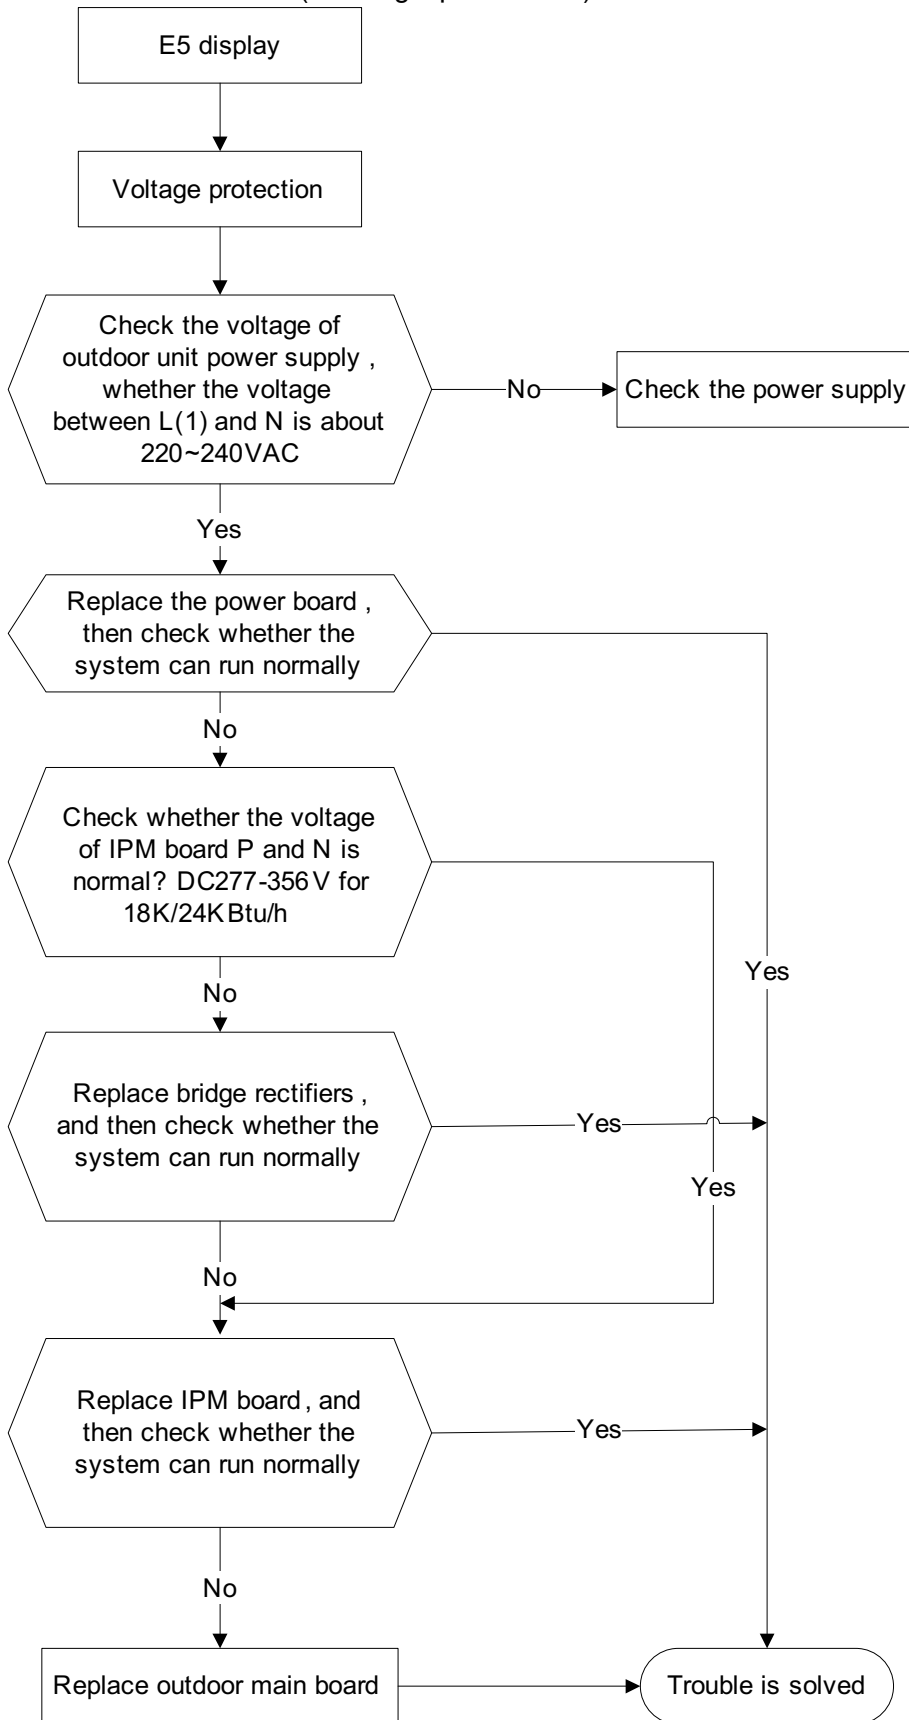 E5 display
Voltage protection
Check the voltage of
outdoor unit power supply ,
whether the voltage
between L(1) and N is about
220~240VAC
No
Check the power supply
Yes
Replace the power board ,
then check whether the
system can run normally
No
Check whether the voltage
of IPM board P and N is
normal? DC277-356V for
18K/24KBtu/h
Yes
No
Replace bridge rectifiers ,
and then check whether the
system can run normally
Yes
Yes
No
Replace IPM board, and
then check whether the
system can run normally
Yes
No
Replace outdoor main board
Trouble is solved